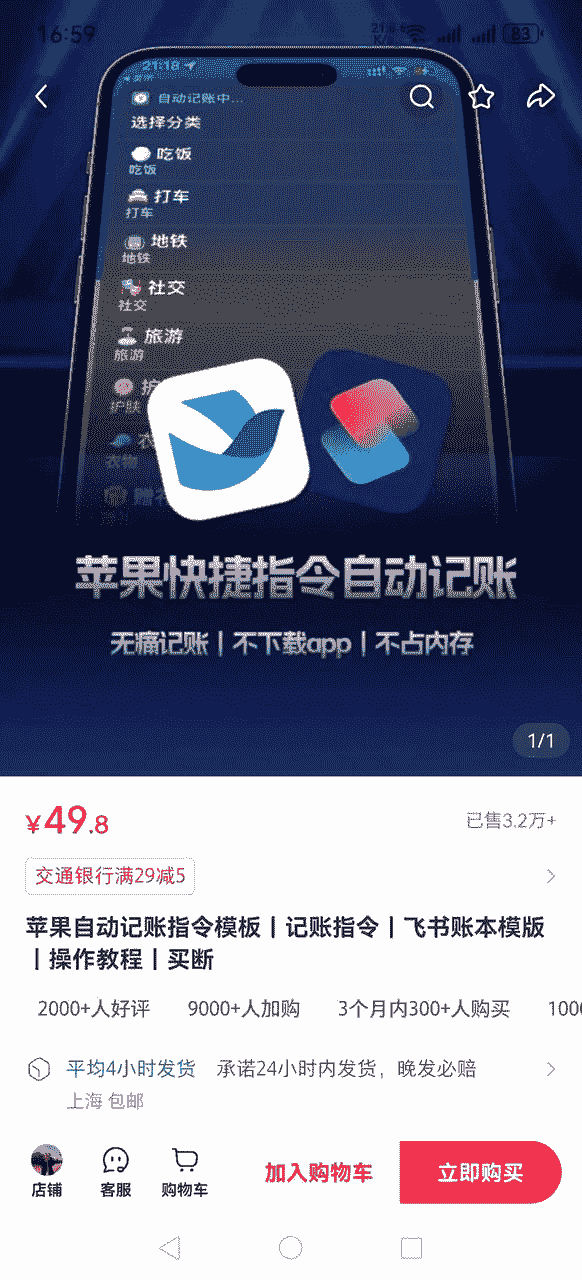 16:59
83
21:18
自动记账中...
选择分类
吃饭
吃饭
打车
打车
地铁
地铁
社交
社交
旅游
旅游
护
护肤
衣
衣物
苹果快捷指令自动记账
无痛记账 | 不下载app | 不占内存
1/1
¥49.8
已售3.2万+
交通银行满29减5
苹果自动记账指令模板丨记账指令丨飞书账本模版
丨操作教程丨买断
2000+人好评 9000+人加购 3个月内300+人购买 100
平均4小时发货 承诺24小时内发货，晚发必赔
上海 包邮
店铺 客服 购物车 加入购物车 立即购买